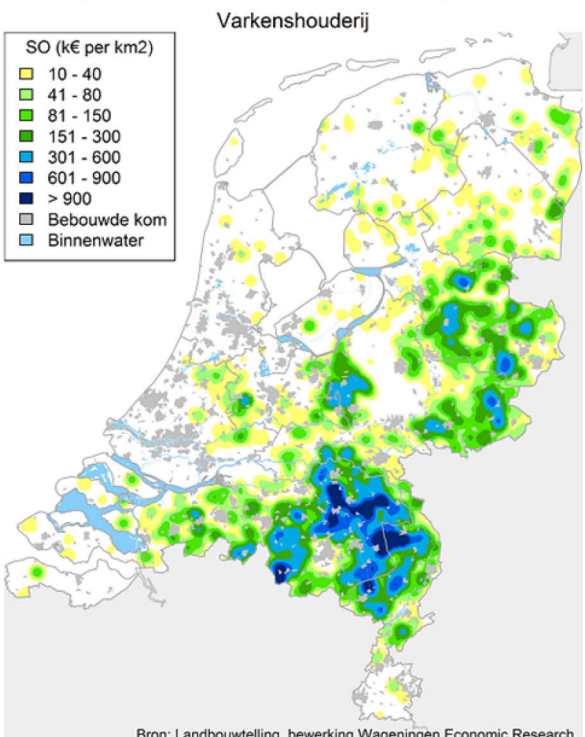 Varkenshouderij
SO (k€ per km2)
10 - 40
41 - 80
81 - 150
151 - 300
301 - 600
601 - 900
> 900
Bebouwde kom
Binnenwater
Bron: Landbouwtelling, bewerking Wageningen Economic Research